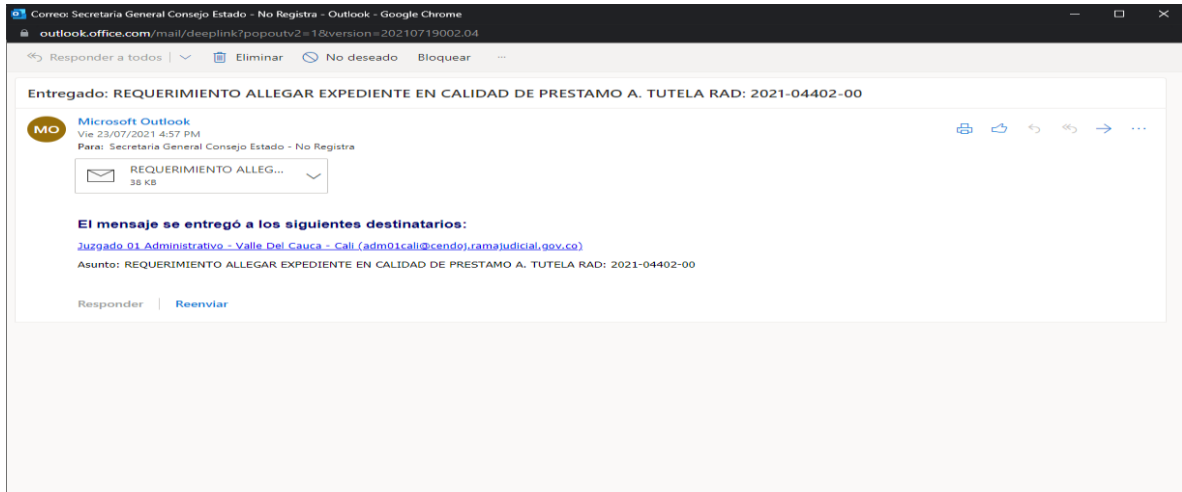 Correo: Secretaria General Consejo Estado - No Registra - Outlook - Google Chrome
outlook.office.com/mail/deeplink?popoutv2=1&version=20210719002.04
Responder a todos | Eliminar No deseado Bloquear ...
Entregado: REQUERIMIENTO ALLEGAR EXPEDIENTE EN CALIDAD DE PRESTAMO A. TUTELA RAD: 2021-04402-00
MO
Microsoft Outlook
Vie 23/07/2021 4:57 PM
Para: Secretaria General Consejo Estado - No Registra
REQUERIMIENTO ALLEG...
38 KB
El mensaje se entregó a los siguientes destinatarios:
Juzgado 01 Administrativo - Valle Del Cauca - Cali (adm01cali@cendoj.ramajudicial.gov.co)
Asunto: REQUERIMIENTO ALLEGAR EXPEDIENTE EN CALIDAD DE PRESTAMO A. TUTELA RAD: 2021-04402-00
Responder | Reenviar